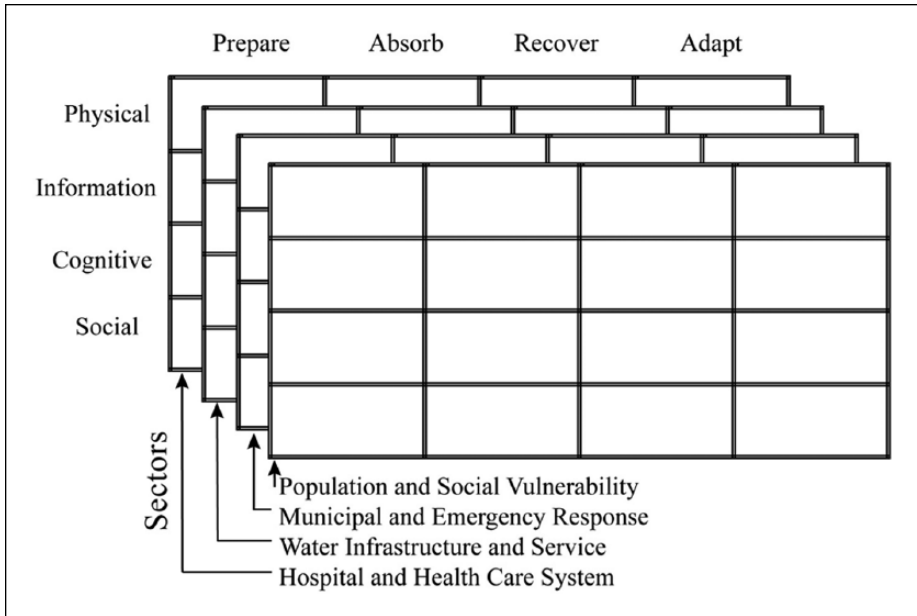 Prepare Absorb Recover Adapt
Physical
Information
Cognitive
Social
Sectors
Population and Social Vulnerability
Municipal and Emergency Response
Water Infrastructure and Service
Hospital and Health Care System